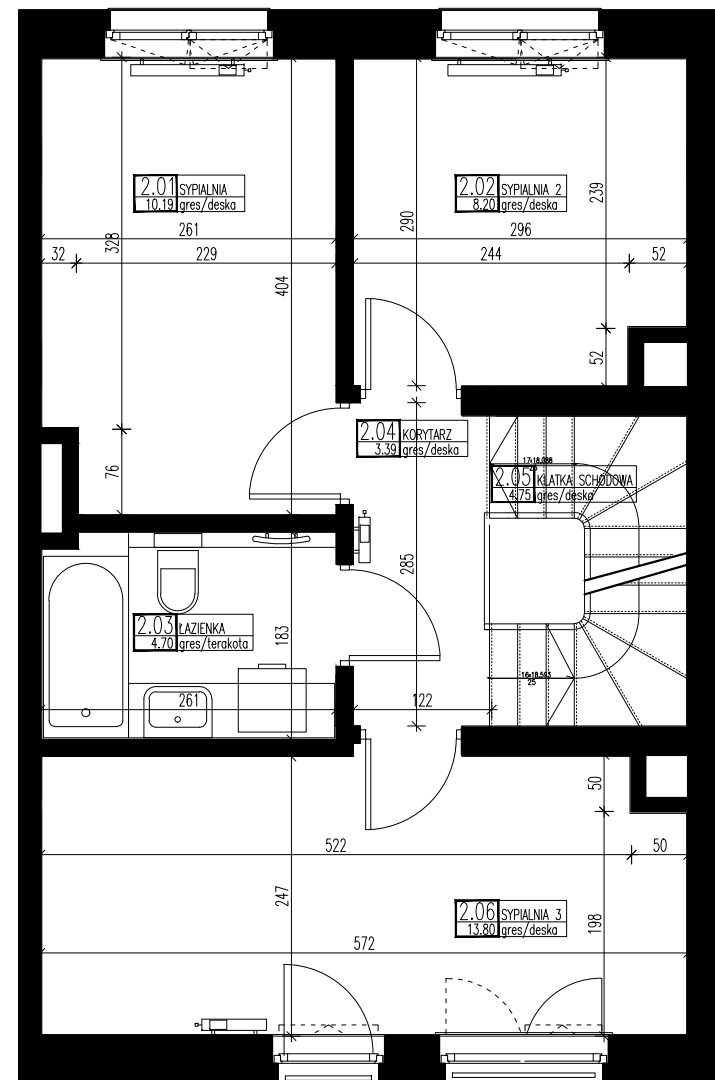 2.01 SYPIALNIA
10.19 gres/deska
2.02 SYPIALNIA 2
8.20 gres/deska
239
261
328
290
296
32
229
244
52
404
52
2.04 KORYTARZ
3.39 gres/deska
76
2.05 KLATKA SCHODOWA
4.75 gres/deska
285
2.03 ŁAZIENKA
4.70 gres/terakota
183
25
261
122
50
522
50
247
2.06 SYPIALNIA 3
13.80 gres/deska
198
572